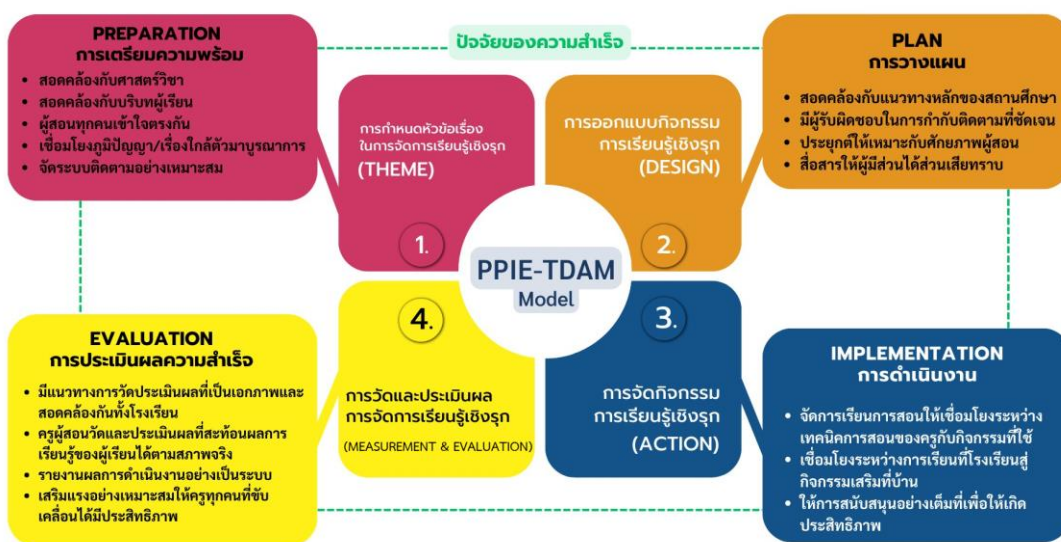 ปัจจัยของความสำเร็จ
PREPARATION
การเตรียมความพร้อม
• สอดคล้องกับศาสตร์วิชา
• สอดคล้องกับบริบทผู้เรียน
• ผู้สอนทุกคนเข้าใจตรงกัน
• เชื่อมโยงภูมิปัญญา/เรื่องใกล้ตัวมาบูรณาการ
• จัดระบบติดตามอย่างเหมาะสม
การกำหนดหัวข้อเรื่อง
ในการจัดการเรียนรู้เชิงรุก
(THEME)
1.
การออกแบบกิจกรรม
การเรียนรู้เชิงรุก
(DESIGN)
2.
PLAN
การวางแผน
• สอดคล้องกับแนวทางหลักของสถานศึกษา
• มีผู้รับผิดชอบในการกำกับติดตามที่ชัดเจน
• ประยุกต์ให้เหมาะกับศักยภาพผู้สอน
• สื่อสารให้ผู้มีส่วนได้ส่วนเสียทราบ
PPIE-TDAM
Model
EVALUATION
การประเมินผลความสำเร็จ
• มีแนวทางการวัดประเมินผลที่เป็นเอกภาพและ
สอดคล้องกันทั้งโรงเรียน
• ครูผู้สอนวัดและประเมินผลที่สะท้อนผลการ
เรียนรู้ของผู้เรียนได้ตามสภาพจริง
• รายงานผลการดำเนินงานอย่างเป็นระบบ
• เสริมแรงอย่างเหมาะสมให้ครูทุกคนที่ขับ
เคลื่อนได้มีประสิทธิภาพ
4.
การวัดและประเมินผล
การจัดการเรียนรู้เชิงรุก
(MEASUREMENT & EVALUATION)
3.
การจัดกิจกรรม
การเรียนรู้เชิงรุก
(ACTION)
IMPLEMENTATION
การดำเนินงาน
• จัดการเรียนการสอนให้เชื่อมโยงระหว่าง
เทคนิคการสอนของครูกับกิจกรรมที่ใช้
• เชื่อมโยงระหว่างการเรียนที่โรงเรียนสู่
กิจกรรมเสริมที่บ้าน
• ให้การสนับสนุนอย่างเต็มที่เพื่อให้เกิด
ประสิทธิภาพ